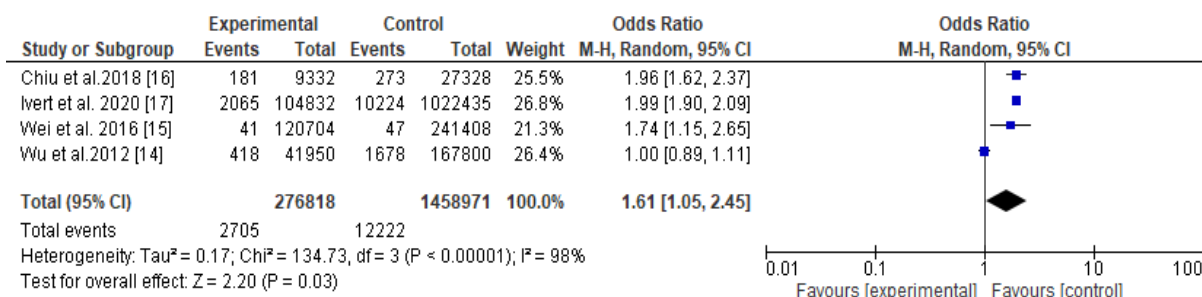 Experimental Control Odds Ratio Odds Ratio
Study or Subgroup Events Total Events Total Weight M-H, Random, 95% CI M-H, Random, 95% CI
Chiu et al.2018 [16] 181 9332 273 27328 25.5% 1.96 [1.62, 2.37]
Ivert et al. 2020 [17] 2065 104832 10224 1022435 26.8% 1.99 [1.90, 2.09]
Wei et al. 2016 [15] 41 120704 47 241408 21.3% 1.74 [1.15, 2.65]
Wu et al.2012 [14] 418 41950 1678 167800 26.4% 1.00 [0.89, 1.11]
Total (95% CI) 276818 1458971 100.0% 1.61 [1.05, 2.45]
Total events 2705 12222
Heterogeneity: Tau² = 0.17; Chi² = 134.73, df = 3 (P < 0.00001); I² = 98%
Test for overall effect: Z = 2.20 (P = 0.03)
0.01 0.1 1 10 100
Favours [experimental] Favours [control]